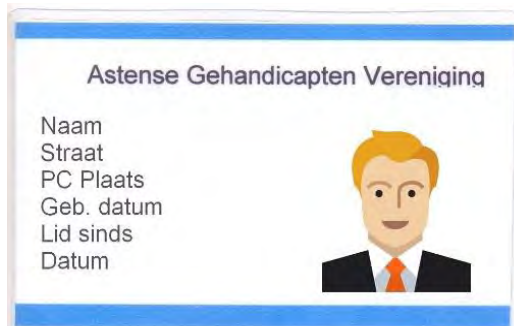 Astense Gehandicapten Vereniging
Naam
Straat
PC Plaats
Geb. datum
Lid sinds
Datum